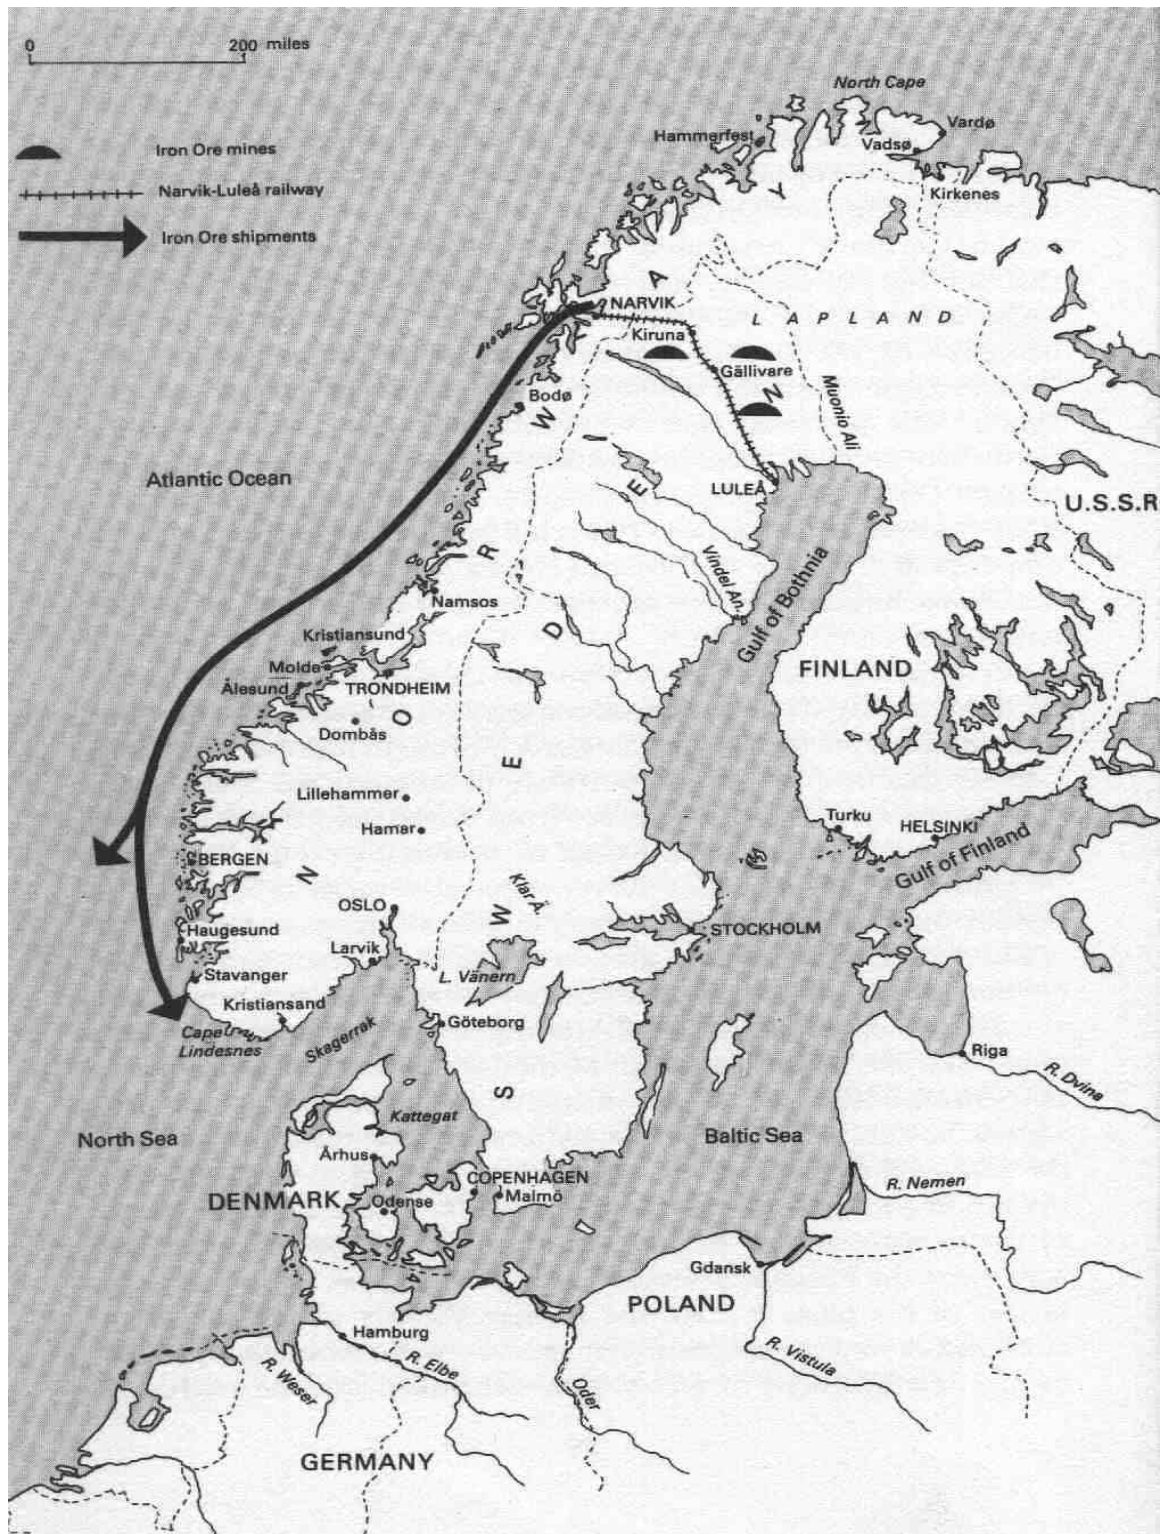 0 200 miles
Iron Ore mines
Narvik-Luleå railway
Iron Ore shipments
North Cape
Hammerfest
Vardø
Vadsø
Kirkenes
NARVIK
LAPLAND
Kiruna
Gällivare
Bodø
Muonio Ali
Atlantic Ocean
LULEÅ
U.S.S.R
Vindel An.
Gulf of Bothnia
Namsos
Kristiansund
Molde
Ålesund
TRONDHEIM
FINLAND
Dombås
Lillehammer
Hamar
Turku
HELSINKI
Gulf of Finland
BERGEN
NORWAY
SWEDEN
Klar Å.
OSLO
Haugesund
Larvik
STOCKHOLM
Stavanger
L. Vänern
Kristiansand
Göteborg
Cape
Lindesnes
Skagerrak
Riga
R. Dvina
North Sea
Kattegat
Baltic Sea
Århus
COPENHAGEN
Malmö
DENMARK
Odense
R. Nemen
Gdansk
POLAND
Hamburg
R. Elbe
R. Weser
Oder
R. Vistula
GERMANY